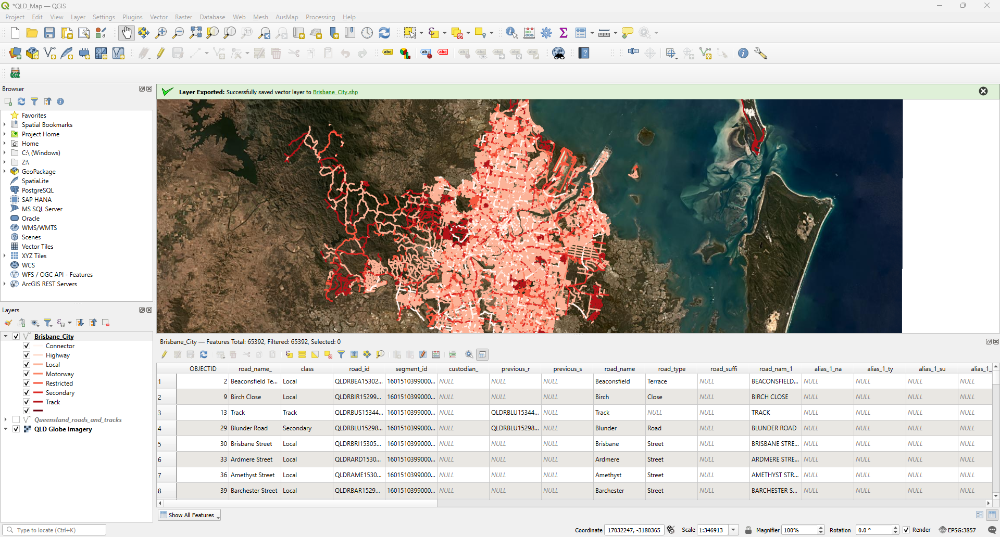 *QLD_Map — QGIS
Project Edit View Layer Settings Plugins Vector Raster Database Web Mesh AusMap Processing Help
Browser
Layer Exported: Successfully saved vector layer to Brisbane_City.shp
Favorites
Spatial Bookmarks
Project Home
Home
C:\ (Windows)
Z:\
GeoPackage
SpatiaLite
PostgreSQL
SAP HANA
MS SQL Server
Oracle
WMS/WMTS
Scenes
Vector Tiles
XYZ Tiles
WCS
WFS / OGC API - Features
ArcGIS REST Servers
Layers
Brisbane_City
Connector
Highway
Local
Motorway
Restricted
Secondary
Track
Queensland_roads_and_tracks
QLD Globe Imagery
Brisbane_City — Features Total: 65392, Filtered: 65392, Selected: 0
OBJECTID road_name_ class road_id segment_id custodian_ previous_r previous_s road_name road_type road_suffi road_nam_1 alias_1_na alias_1_ty alias_1_su alias_1_
1 2 Beaconsfield Te... Local QLDRBEA15302... 1601510399000... NULL NULL NULL Beaconsfield Terrace NULL BEACONSFIELD... NULL NULL NULL NULL
2 9 Birch Close Local QLDRBIR15299... 1601510399000... NULL NULL NULL Birch Close NULL BIRCH CLOSE NULL NULL NULL NULL
3 13 Track Track QLDRBUS15344... 1601510399000... NULL QLDRBLU15344... NULL Track NULL NULL TRACK NULL NULL NULL NULL
4 29 Blunder Road Secondary QLDRBLU15298... 1601510399000... NULL QLDRBLU15298... NULL Blunder Road NULL BLUNDER ROAD NULL NULL NULL NULL
5 30 Brisbane Street Local QLDRBRI15305... 1601510399000... NULL NULL NULL Brisbane Street NULL BRISBANE STRE... NULL NULL NULL NULL
6 33 Ardmere Street Local QLDRARD1530... 1601510399000... NULL NULL NULL Ardmere Street NULL ARDMERE STRE... NULL NULL NULL NULL
7 36 Amethyst Street Local QLDRAME1530... 1601510399000... NULL NULL NULL Amethyst Street NULL AMETHYST STR... NULL NULL NULL NULL
8 39 Barchester Street Local QLDRBAR1529... 1601510399000... NULL NULL NULL Barchester Street NULL BARCHESTER S... NULL NULL NULL NULL
Show All Features
Type to locate (Ctrl+K) Coordinate 17032247, -3180365 Scale 1:346913 Magnifier 100% Rotation 0.0 ° Render EPSG:3857